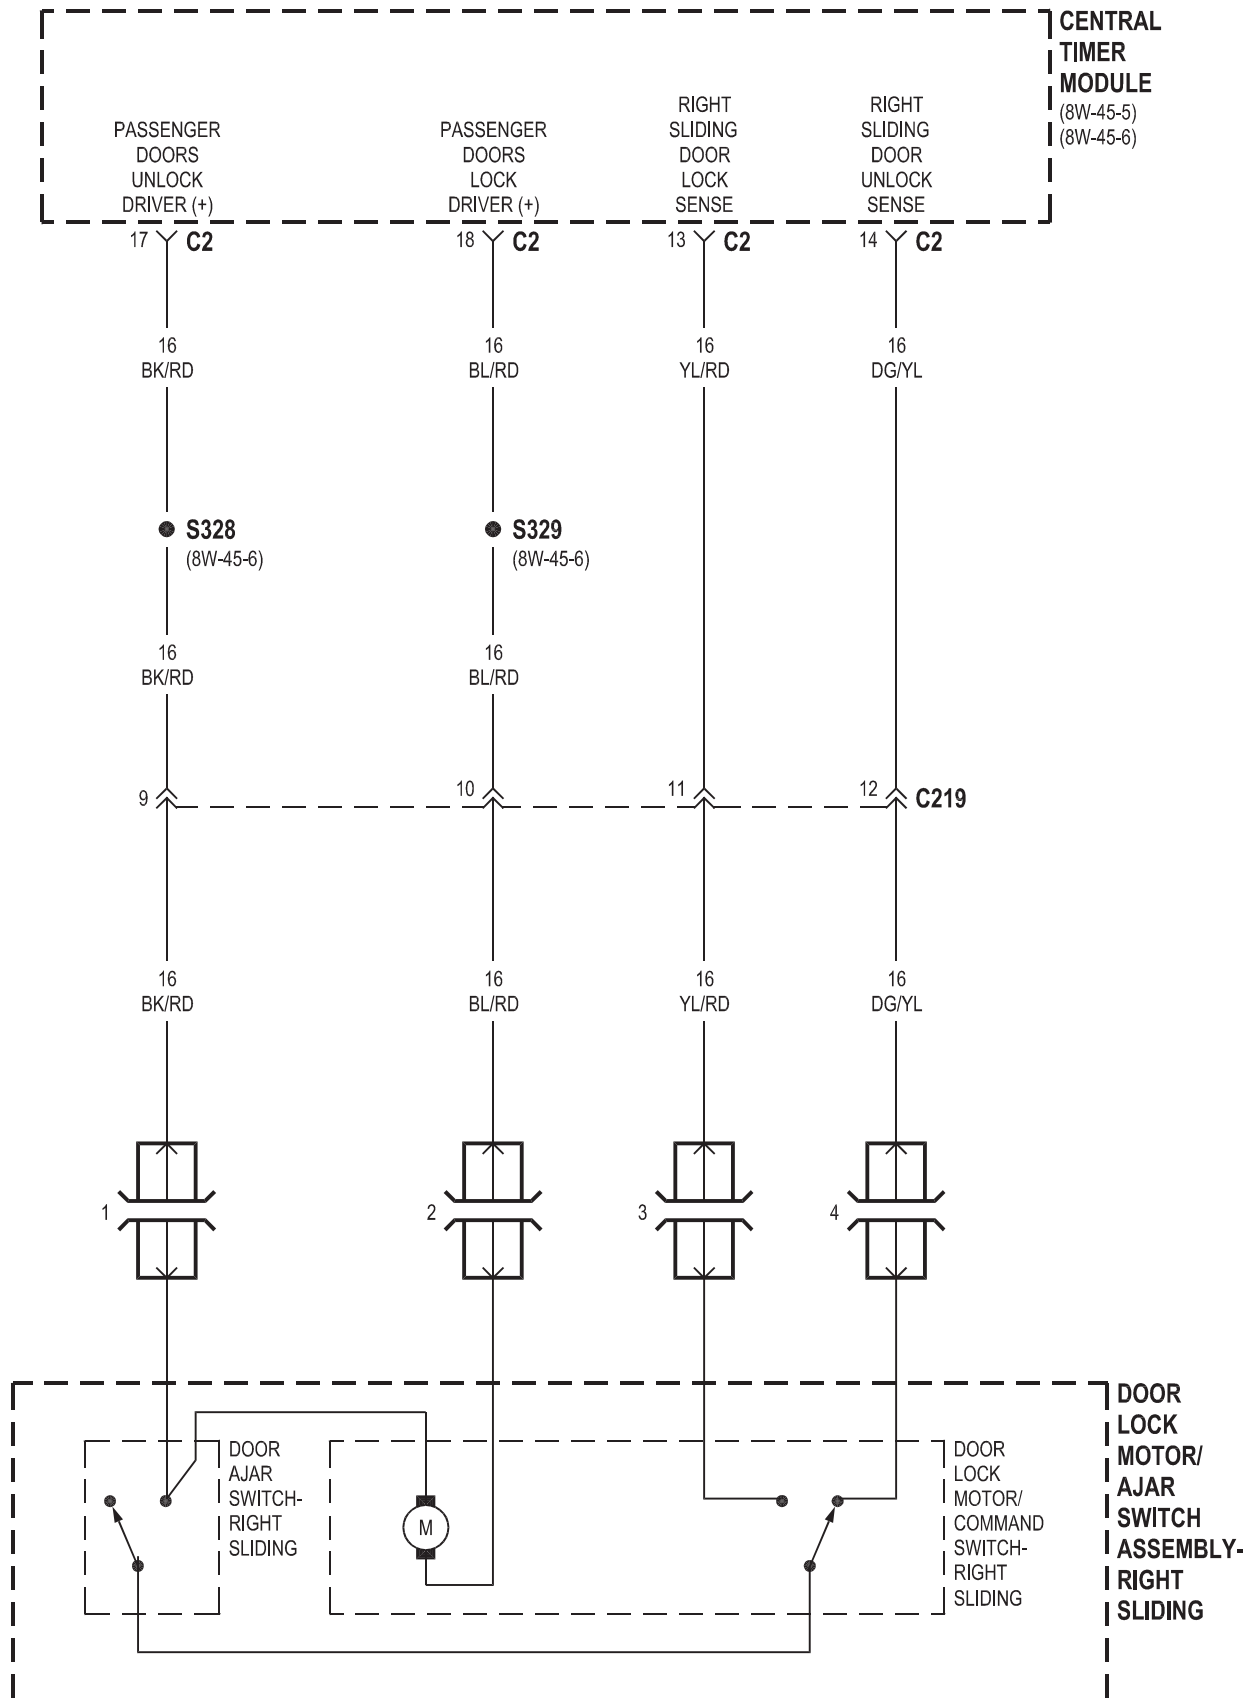 CENTRAL
TIMER
MODULE
(8W-45-5)
(8W-45-6)
PASSENGER
DOORS
UNLOCK
DRIVER (+)
PASSENGER
DOORS
LOCK
DRIVER (+)
RIGHT
SLIDING
DOOR
LOCK
SENSE
RIGHT
SLIDING
DOOR
UNLOCK
SENSE
17 C2
18 C2
13 C2
14 C2
16
BK/RD
16
BL/RD
16
YL/RD
16
DG/YL
S328
(8W-45-6)
S329
(8W-45-6)
16
BK/RD
16
BL/RD
9
10
11
12 C219
16
BK/RD
16
BL/RD
16
YL/RD
16
DG/YL
1
2
3
4
DOOR
AJAR
SWITCH-
RIGHT
SLIDING
M
DOOR
LOCK
MOTOR/
COMMAND
SWITCH-
RIGHT
SLIDING
DOOR
LOCK
MOTOR/
AJAR
SWITCH
ASSEMBLY-
RIGHT
SLIDING